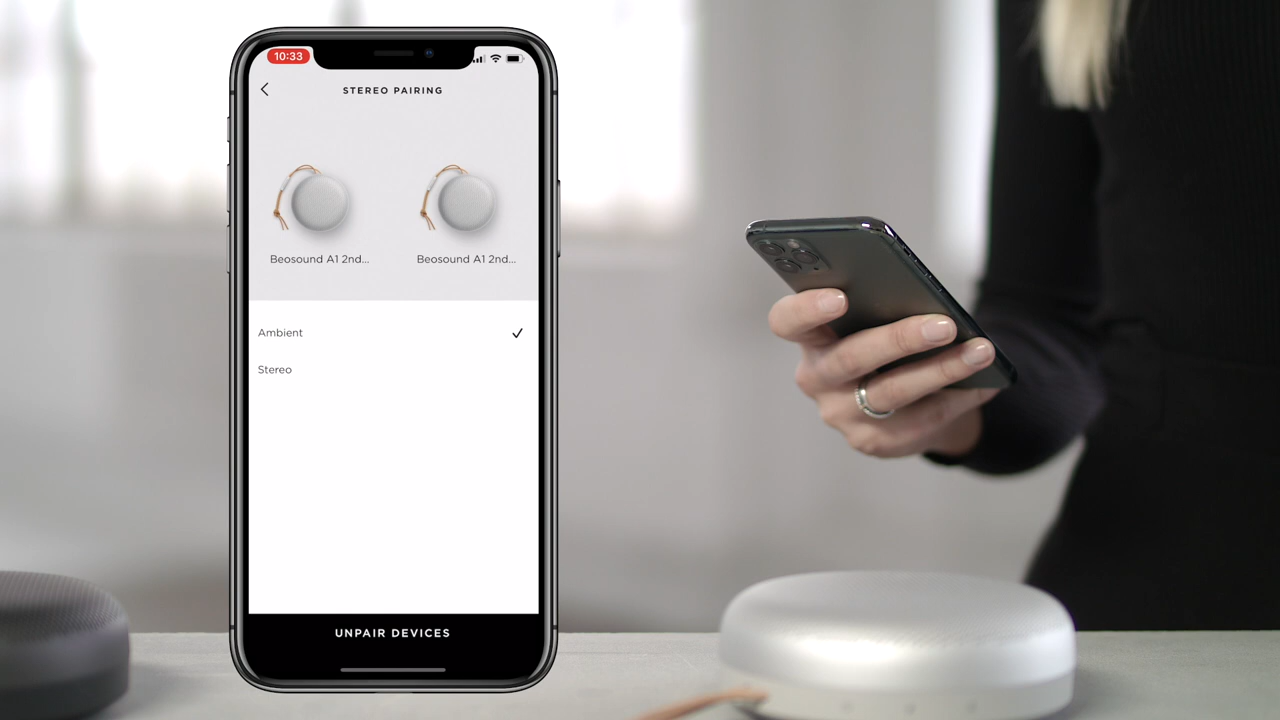 10:33
STEREO PAIRING
Beosound A1 2nd... Beosound A1 2nd...
Ambient
Stereo
UNPAIR DEVICES